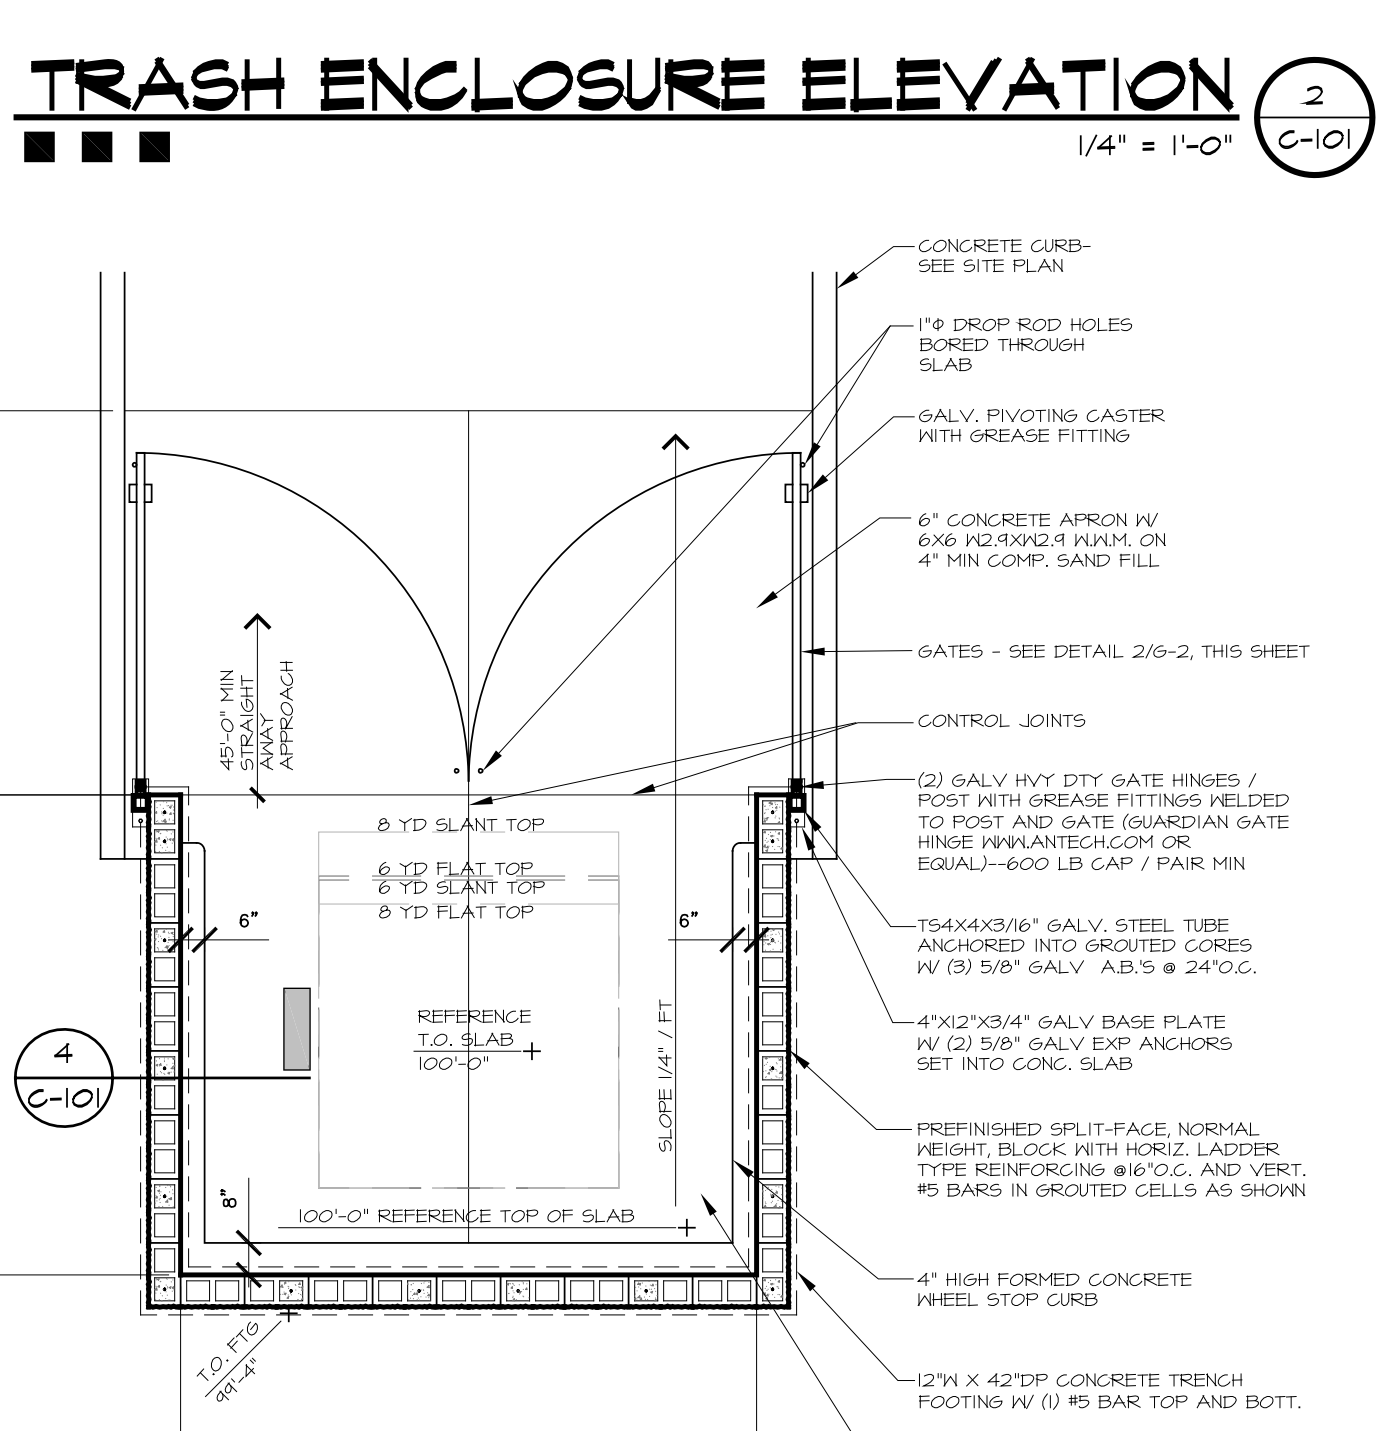 TRASH ENCLOSURE ELEVATION
2
C-101
1/4" = 1'-0"
CONCRETE CURB-
SEE SITE PLAN
1"Φ DROP ROD HOLES
BORED THROUGH
SLAB
GALV. PIVOTING CASTER
WITH GREASE FITTING
6" CONCRETE APRON W/
6X6 W2.9XW2.9 W.W.M. ON
4" MIN COMP. SAND FILL
GATES - SEE DETAIL 2/G-2, THIS SHEET
45'-0" MIN
STRAIGHT
AWAY
APPROACH
CONTROL JOINTS
(2) GALV HVY DTY GATE HINGES /
POST WITH GREASE FITTINGS WELDED
TO POST AND GATE (GUARDIAN GATE
HINGE WWW.ANTECH.COM OR
EQUAL)--600 LB CAP / PAIR MIN
8 YD SLANT TOP
6 YD FLAT TOP
6 YD SLANT TOP
8 YD FLAT TOP
6"
6"
TS4X4X3/16" GALV. STEEL TUBE
ANCHORED INTO GROUTED CORES
W/ (3) 5/8" GALV A.B.'S @ 24"O.C.
REFERENCE
T.O. SLAB
100'-0"
SLOPE 1/4" / FT
4"X12"X3/4" GALV BASE PLATE
W/ (2) 5/8" GALV EXP ANCHORS
SET INTO CONC. SLAB
4
C-101
PREFINISHED SPLIT-FACE, NORMAL
WEIGHT, BLOCK WITH HORIZ. LADDER
TYPE REINFORCING @16"O.C. AND VERT.
#5 BARS IN GROUTED CELLS AS SHOWN
8"
100'-0" REFERENCE TOP OF SLAB
4" HIGH FORMED CONCRETE
WHEEL STOP CURB
T.O. FTG
99'-4"
12"W X 42"DP CONCRETE TRENCH
FOOTING W/ (1) #5 BAR TOP AND BOTT.